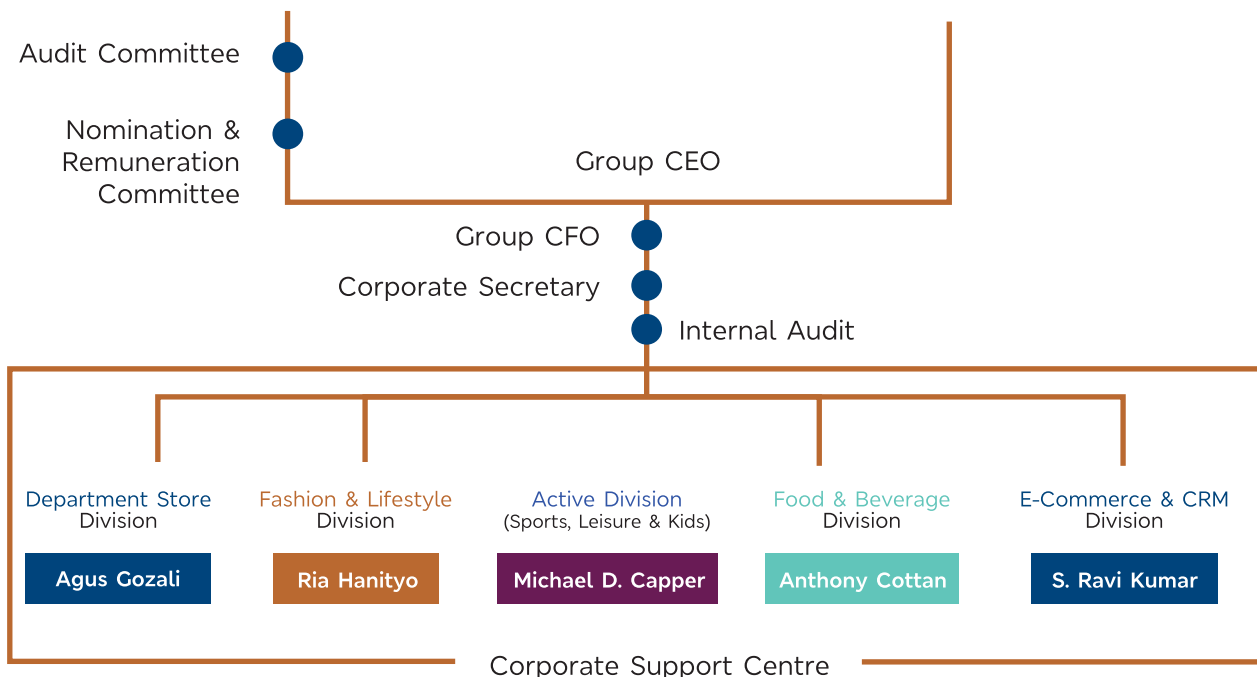 Audit Committee
Nomination &
Remuneration
Committee
Group CEO
Group CFO
Corporate Secretary
Internal Audit
Department Store
Division
Agus Gozali
Fashion & Lifestyle
Division
Ria Hanityo
Active Division
(Sports, Leisure & Kids)
Michael D. Capper
Food & Beverage
Division
Anthony Cottan
E-Commerce & CRM
Division
S. Ravi Kumar
Corporate Support Centre